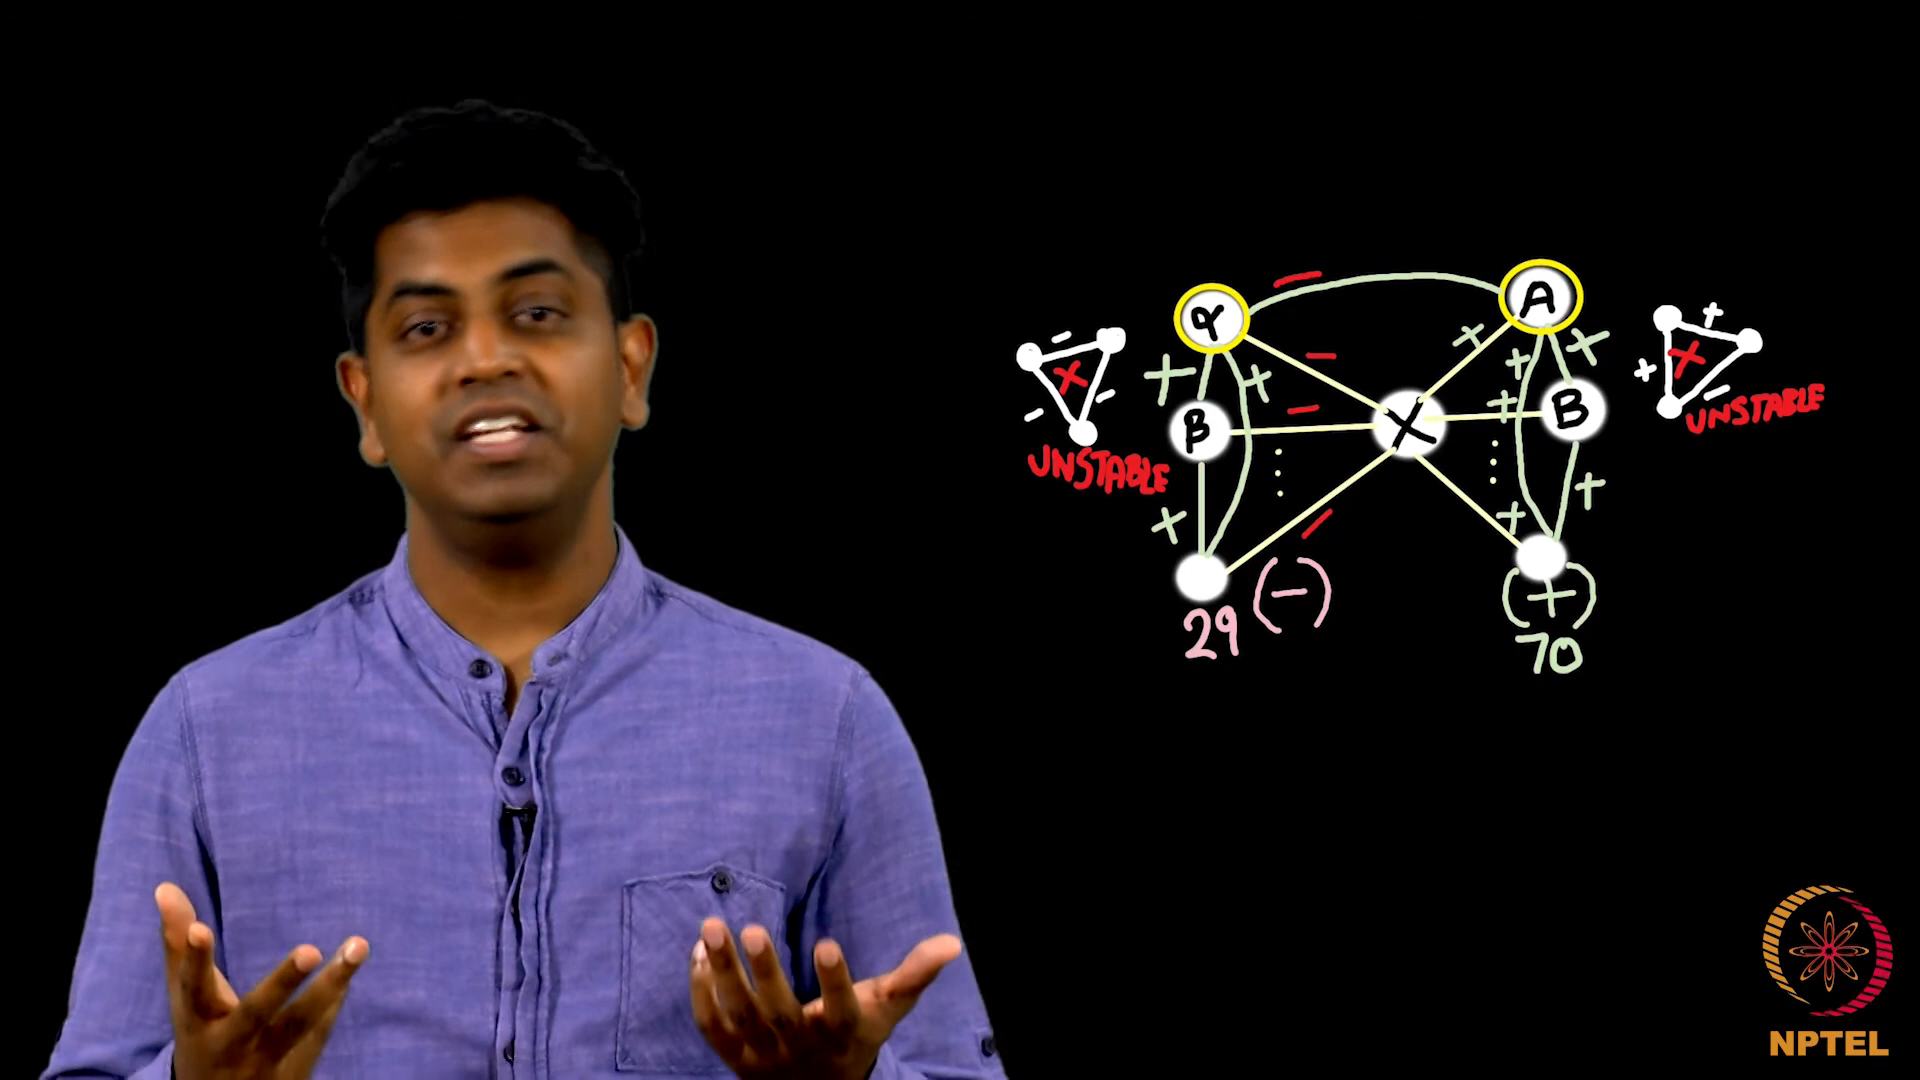 α
A
β
X
B
UNSTABLE
UNSTABLE
29 (-)
(+)
70
NPTEL